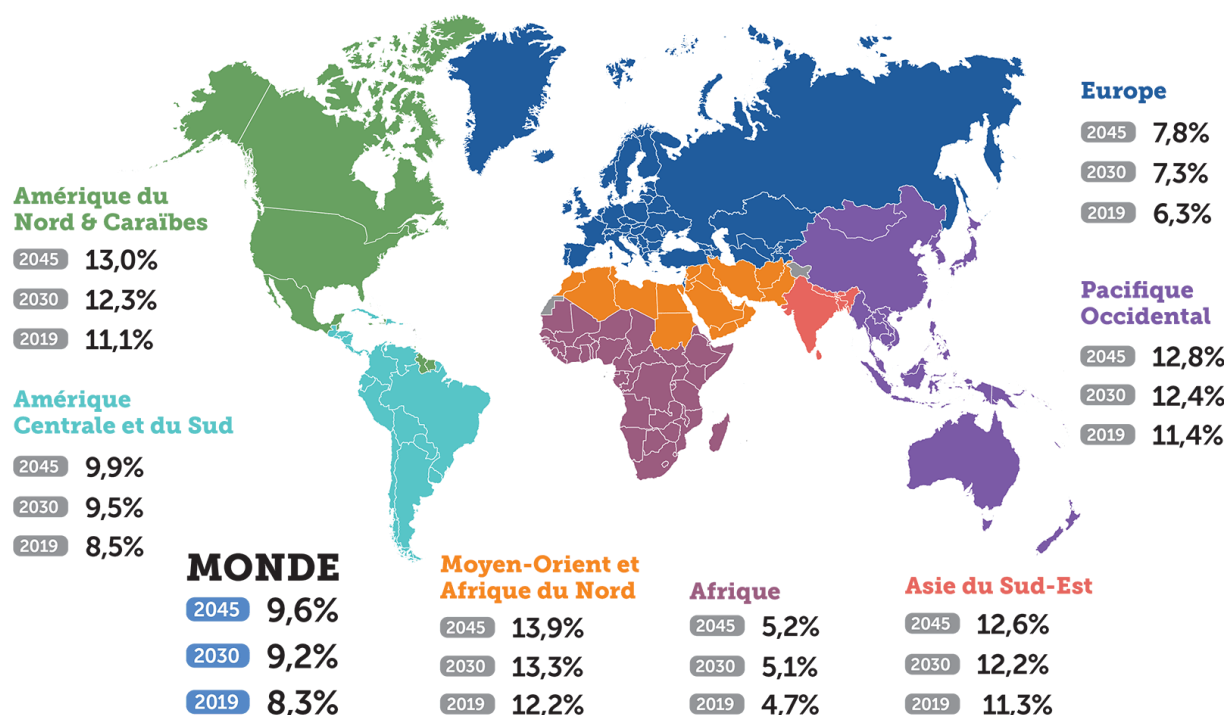 Amérique du
Nord & Caraïbes
2045 13,0%
2030 12,3%
2019 11,1%
Amérique
Centrale et du Sud
2045 9,9%
2030 9,5%
2019 8,5%
MONDE
2045 9,6%
2030 9,2%
2019 8,3%
Moyen-Orient et
Afrique du Nord
2045 13,9%
2030 13,3%
2019 12,2%
Afrique
2045 5,2%
2030 5,1%
2019 4,7%
Asie du Sud-Est
2045 12,6%
2030 12,2%
2019 11,3%
Europe
2045 7,8%
2030 7,3%
2019 6,3%
Pacifique
Occidental
2045 12,8%
2030 12,4%
2019 11,4%